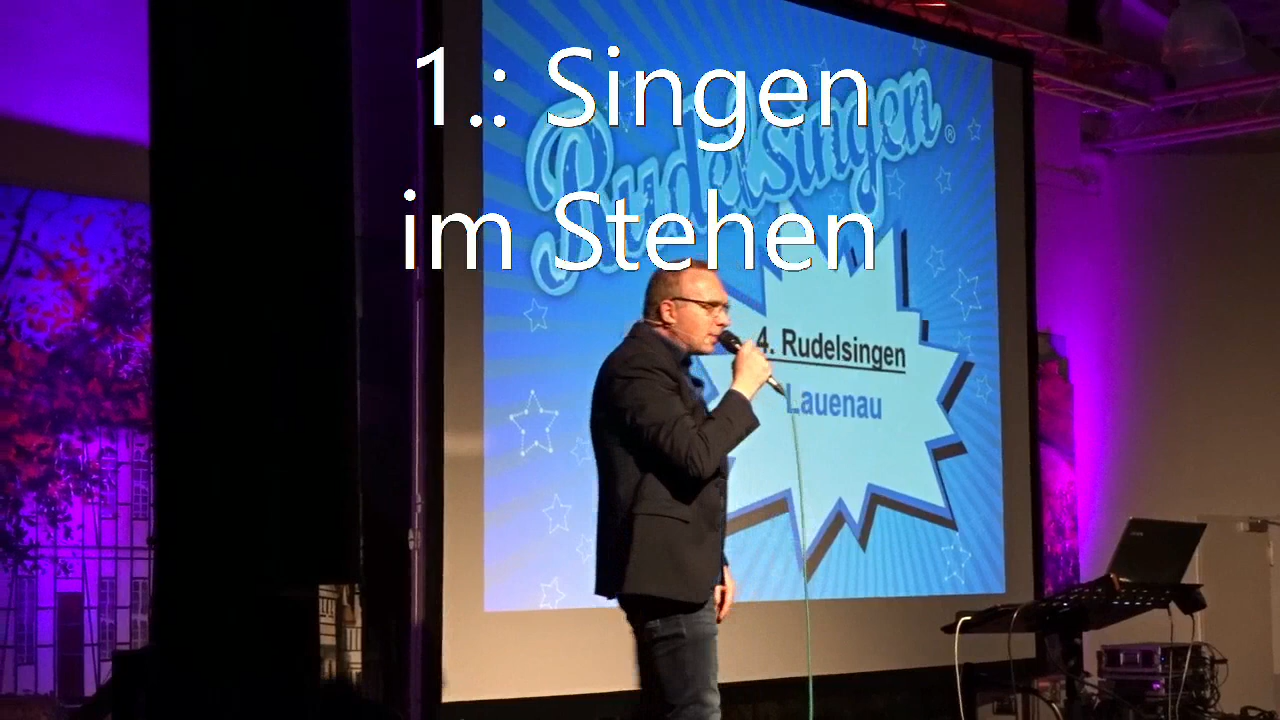 1.: Singen
im Stehen
Rudelsingen®
4. Rudelsingen
Lauenau